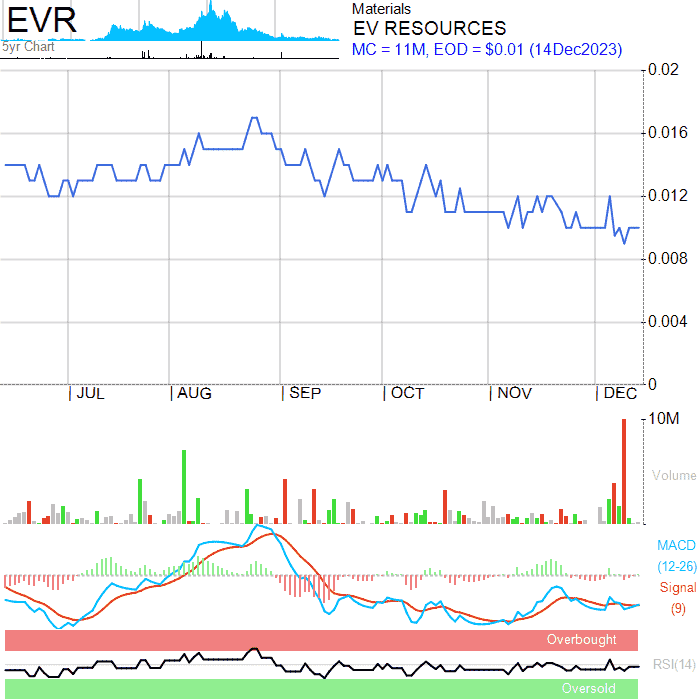 EVR
5yr Chart
Materials
EV RESOURCES
MC = 11M, EOD = $0.01 (14Dec2023)
0.02
0.016
0.012
0.008
0.004
0
JUL AUG SEP OCT NOV DEC
10M
Volume
MACD
(12-26)
Signal
(9)
Overbought
RSI(14)
Oversold